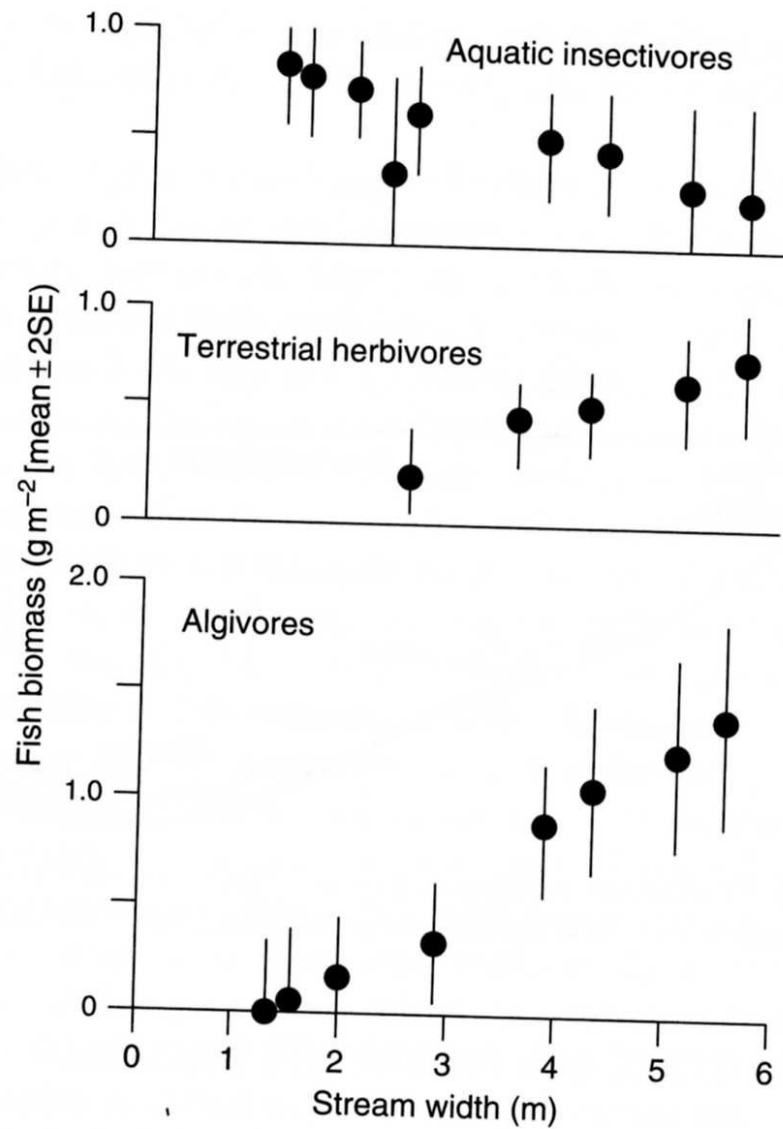 1.0
Aquatic insectivores
0
1.0
Terrestrial herbivores
0
Fish biomass (g m⁻² [mean ± 2SE)
2.0
Algivores
1.0
0
0 1 2 3 4 5 6
Stream width (m)